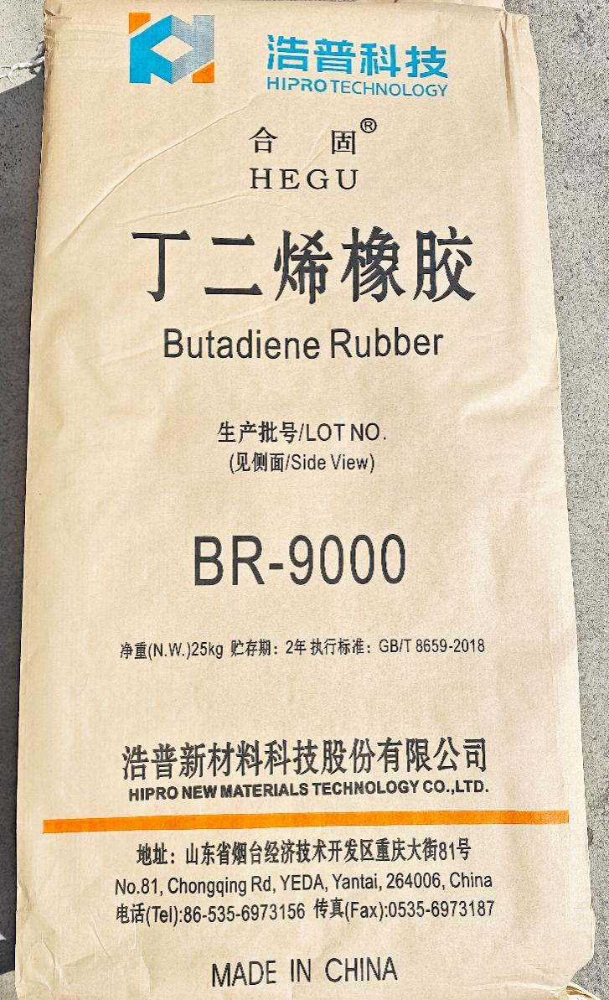 浩普科技
HIPRO TECHNOLOGY
合 固®
HEGU
丁二烯橡胶
Butadiene Rubber
生产批号/LOT NO.
(见侧面/Side View)
BR-9000
净重(N.W.)25kg 贮存期：2年 执行标准：GB/T 8659-2018
浩普新材料科技股份有限公司
HIPRO NEW MATERIALS TECHNOLOGY CO.,LTD.
地址：山东省烟台经济技术开发区重庆大街81号
No.81, Chongqing Rd, YEDA, Yantai, 264006, China
电话(Tel):86-535-6973156 传真(Fax):0535-6973187
MADE IN CHINA